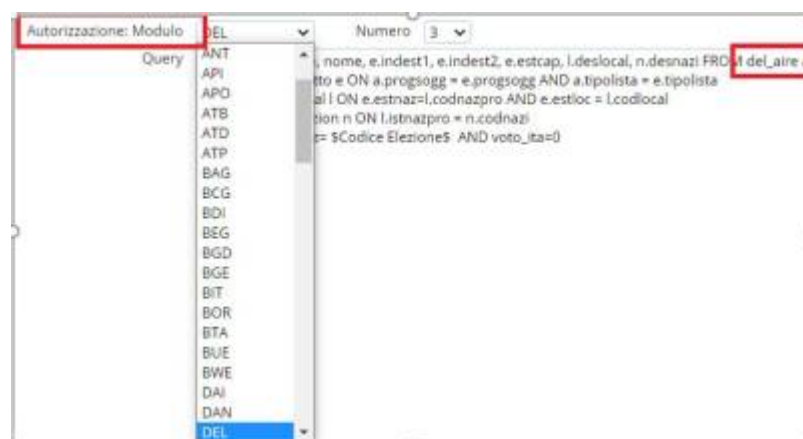 Autorizzazione: Modulo DEL Numero 3
Query , nome, e.indest1, e.indest2, e.estcap, l.deslocal, n.desnazi FROM del_aire a
tto e ON a.progsogg = e.progsogg AND a.tipolista = e.tipolista
al l ON e.estnaz=l.codnazpro AND e.estloc = l.codlocal
zion n ON l.istnazpro = n.codnazi
z= $Codice Elezione$ AND voto_ita=0
ANT
API
APO
ATB
ATD
ATP
BAG
BCG
BDI
BEG
BGD
BGE
BIT
BOR
BTA
BUE
BWE
DAI
DAN
DEL